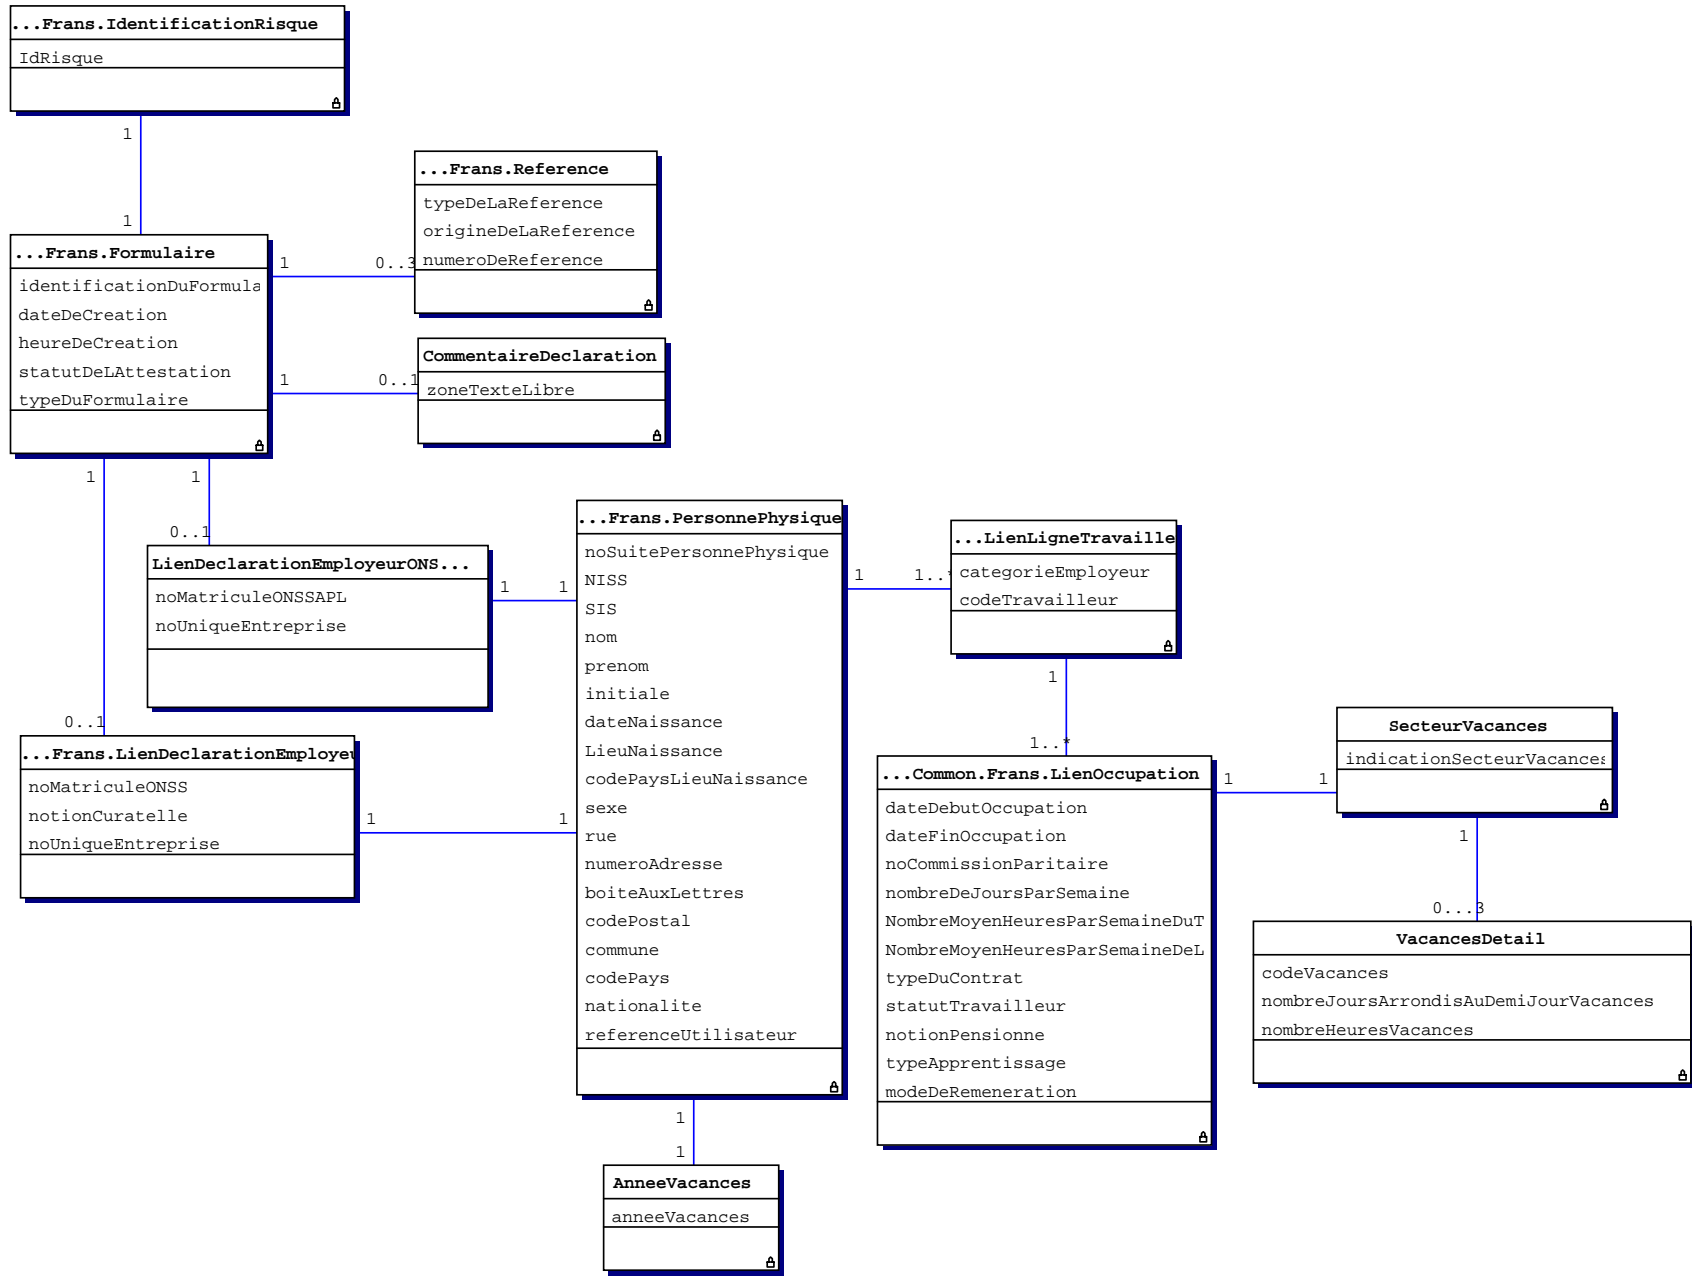 ...Frans.IdentificationRisque
IdRisque
1
1
...Frans.Formulaire
identificationDuFormula
dateDeCreation
heureDeCreation
statutDeLAttestation
typeDuFormulaire
1
0..3
...Frans.Reference
typeDeLaReference
origineDeLaReference
numeroDeReference
1
0..1
CommentaireDeclaration
zoneTexteLibre
1
1
0..1
LienDeclarationEmployeurONS...
noMatriculeONSSAPL
noUniqueEntreprise
1
1
0..1
...Frans.LienDeclarationEmployeu
noMatriculeONSS
notionCuratelle
noUniqueEntreprise
1
1
...Frans.PersonnePhysique
noSuitePersonnePhysique
NISS
SIS
nom
prenom
initiale
dateNaissance
LieuNaissance
codePaysLieuNaissance
sexe
rue
numeroAdresse
boiteAuxLettres
codePostal
commune
codePays
nationalite
referenceUtilisateur
1
1
AnneeVacances
anneeVacances
1
1..*
...LienLigneTravaille
categorieEmployeur
codeTravailleur
1
1..*
...Common.Frans.LienOccupation
dateDebutOccupation
dateFinOccupation
noCommissionParitaire
nombreDeJoursParSemaine
NombreMoyenHeuresParSemaineDuT
NombreMoyenHeuresParSemaineDeL
typeDuContrat
statutTravailleur
notionPensionne
typeApprentissage
modeDeRemeneration
1
1
SecteurVacances
indicationSecteurVacances
1
0...3
VacancesDetail
codeVacances
nombreJoursArrondisAuDemiJourVacances
nombreHeuresVacances